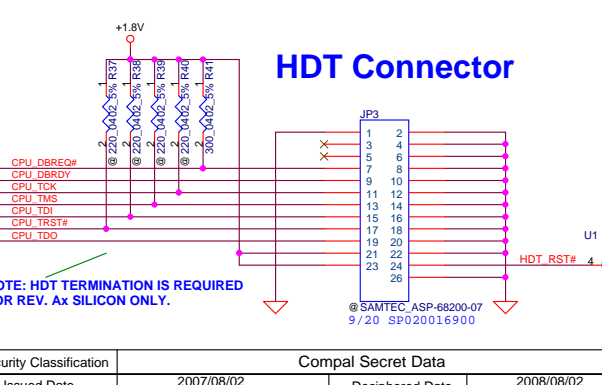 +1.8V
HDT Connector
1
2
@ 220_0402_5% R37
1
2
@ 220_0402_5% R38
1
2
@ 220_0402_5% R39
1
2
@ 220_0402_5% R40
1
2
300_0402_5% R41
JP3
1 2
3 4
5 6
7 8
9 10
11 12
13 14
15 16
17 18
19 20
21 22
23 24
26
CPU_DBREQ#
CPU_DBRDY
CPU_TCK
CPU_TMS
CPU_TDI
CPU_TRST#
CPU_TDO
U1
HDT_RST# 4
OTE: HDT TERMINATION IS REQUIRED
OR REV. Ax SILICON ONLY.
@ SAMTEC_ASP-68200-07
9/20 SP020016900
curity Classification
Compal Secret Data
Issued Date
2007/08/02
Deciphered Date
2008/08/02